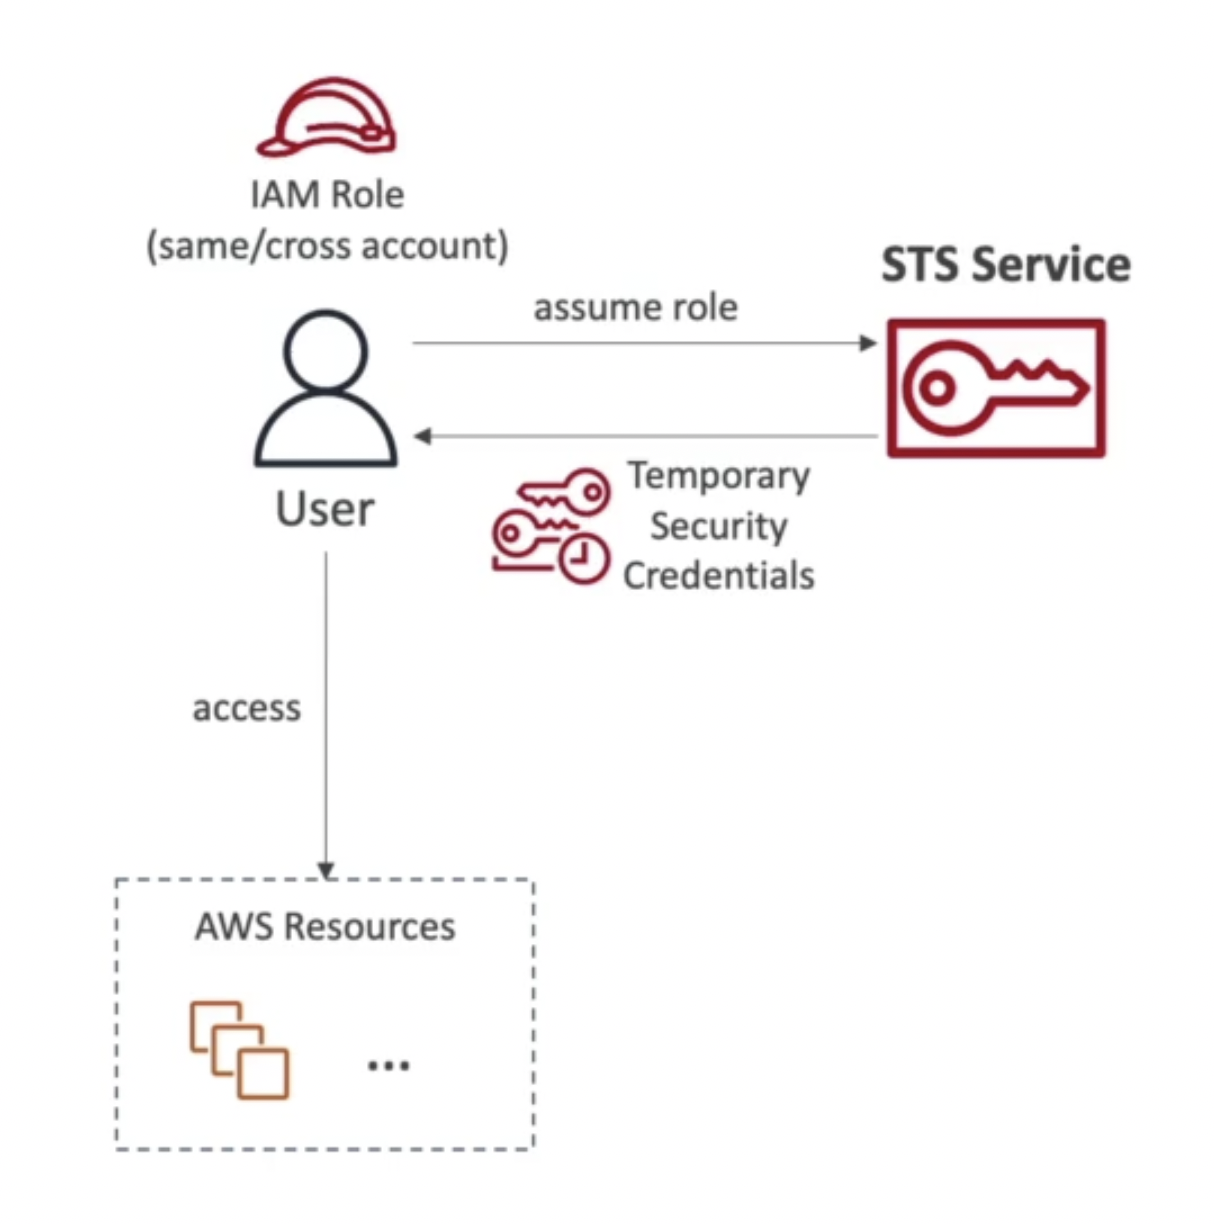 IAM Role
(same/cross account)
STS Service
assume role
User
Temporary
Security
Credentials
access
AWS Resources
...